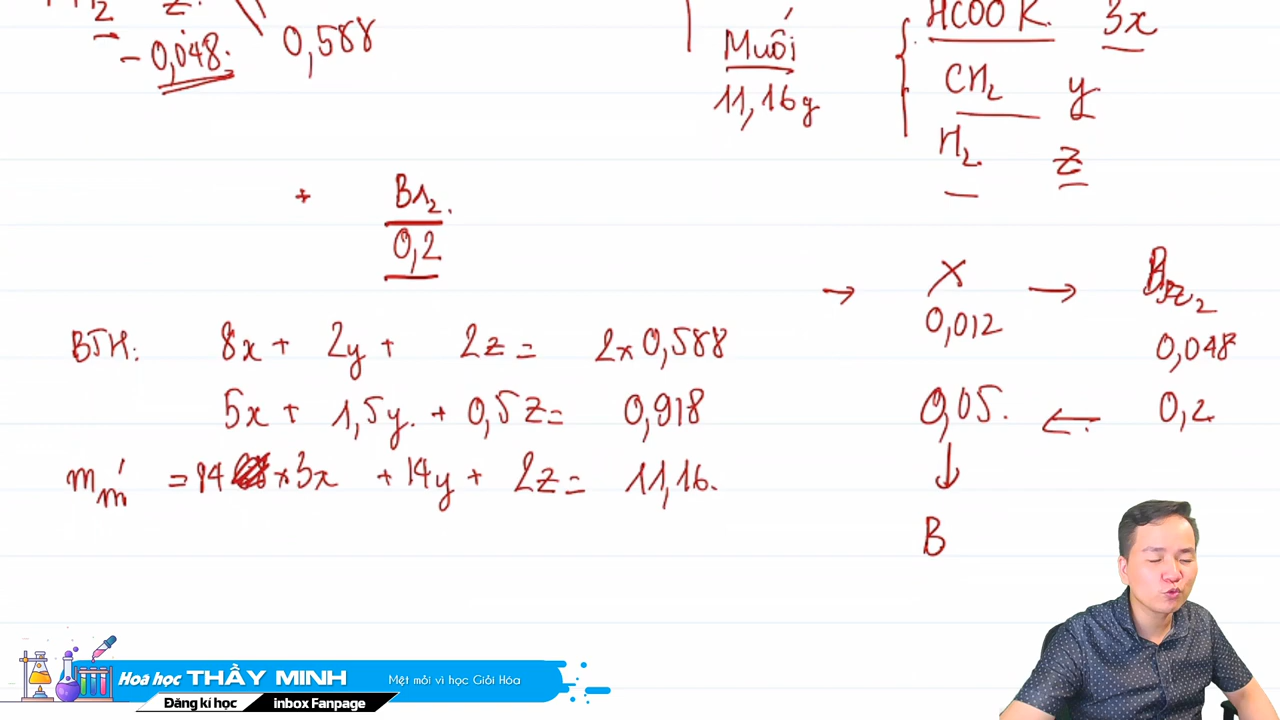 H2 z.
- 0,048.
0,588
Muối
11,16g
HCOOK. 3x
CH2 y
H2. z
+ Br2.
0,2
→ X → Br2
0,012 0,048
0,05. ← 0,2
↓
B
BTH: 8x + 2y + 2z = 2x0,588
5x + 1,5y. + 0,5z = 0,918
mm' = 84 x 3x + 14y + 2z = 11,16.
Hoá học THẦY MINH
Mệt mỏi vì học Giỏi Hóa
Đăng kí học
inbox Fanpage